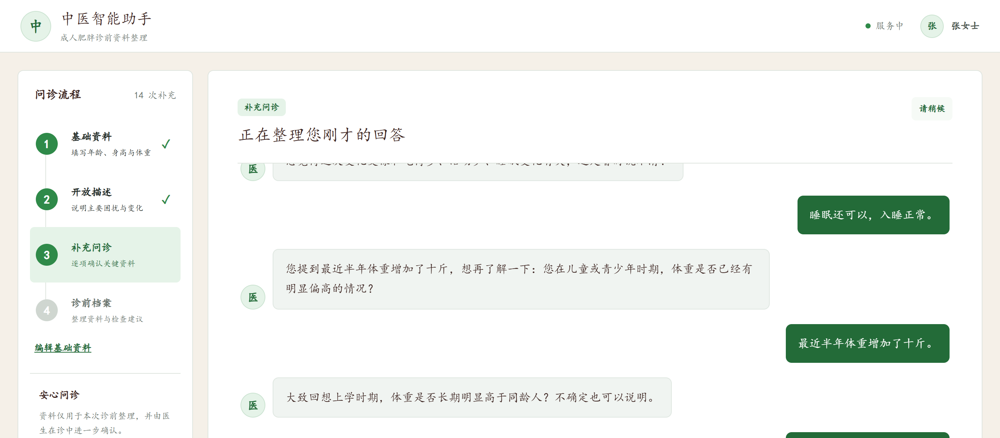 中
中医智能助手
成人肥胖诊前资料整理
服务中
张
张女士
问诊流程
14 次补充
1
基础资料
填写年龄、身高与体重
✓
2
开放描述
说明主要困扰与变化
✓
3
补充问诊
逐项确认关键资料
4
诊前档案
整理资料与检查建议
编辑基础资料
安心问诊
资料仅用于本次诊前整理，并由医
生在诊中进一步确认。
补充问诊
请稍候
正在整理您刚才的回答
医
睡眠还可以，入睡正常。
您提到最近半年体重增加了十斤，想再了解一下：您在儿童或青少年时期，体重是否已经有
明显偏高的情况？
医
最近半年体重增加了十斤。
大致回想上学时期，体重是否长期明显高于同龄人？不确定也可以说明。
医